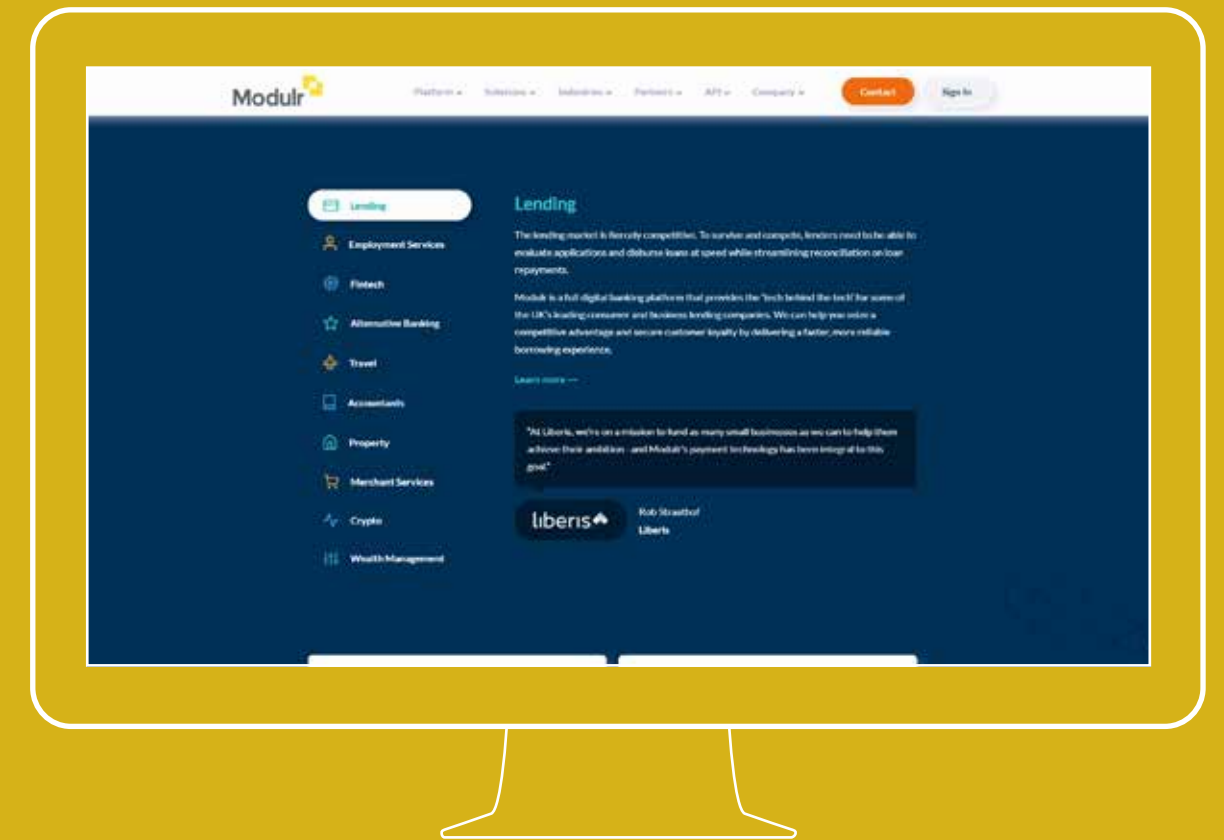 Modulr
Platform Solutions Industries Partners API Company Contact Sign In
Lending
Employment Services
Fintech
Alternative Banking
Travel
Accountants
Property
Merchant Services
Crypto
Wealth Management
Lending
The lending market is fiercely competitive. To survive and compete, lenders need to be able to
evaluate applications and disburse loans at speed while streamlining reconciliation on loan
repayments.
Modulr is a full digital banking platform that provides the 'tech behind the tech' for some of
the UK's leading consumer and business lending companies. We can help you seize a
competitive advantage and secure customer loyalty by delivering a faster, more reliable
borrowing experience.
Learn more
"At Liberis, we're on a mission to fund as many small businesses as we can to help them
achieve their ambition - and Modulr's payment technology has been integral to this
goal"
liberis
Rob Straathof
Liberis